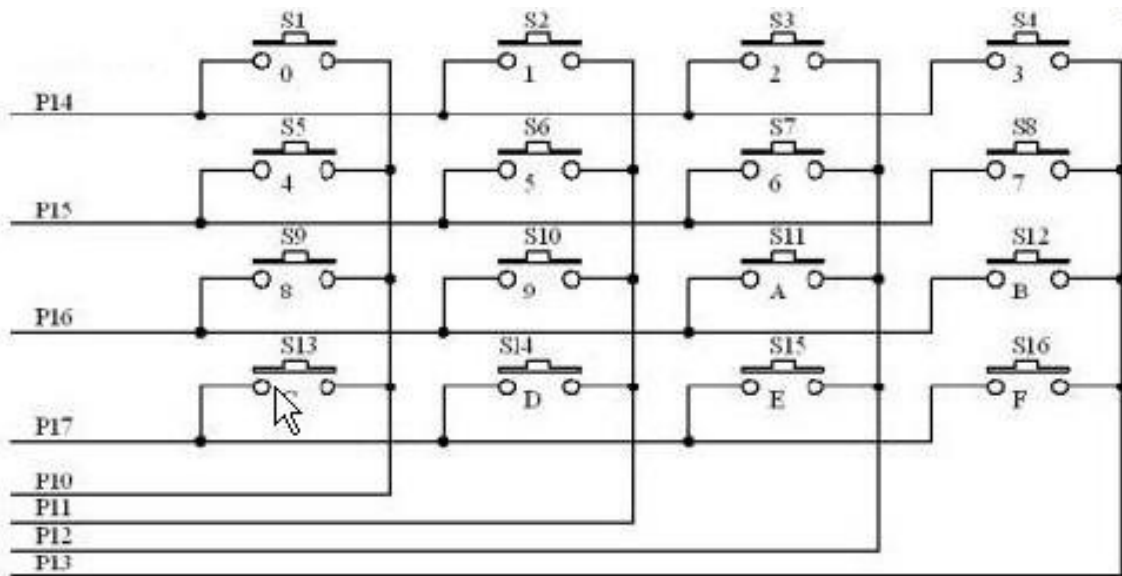 S1 S2 S3 S4
0 1 2 3
P14
S5 S6 S7 S8
4 5 6 7
P15
S9 S10 S11 S12
8 9 A B
P16
S13 S14 S15 S16
D E F
P17
P10
P11
P12
P13